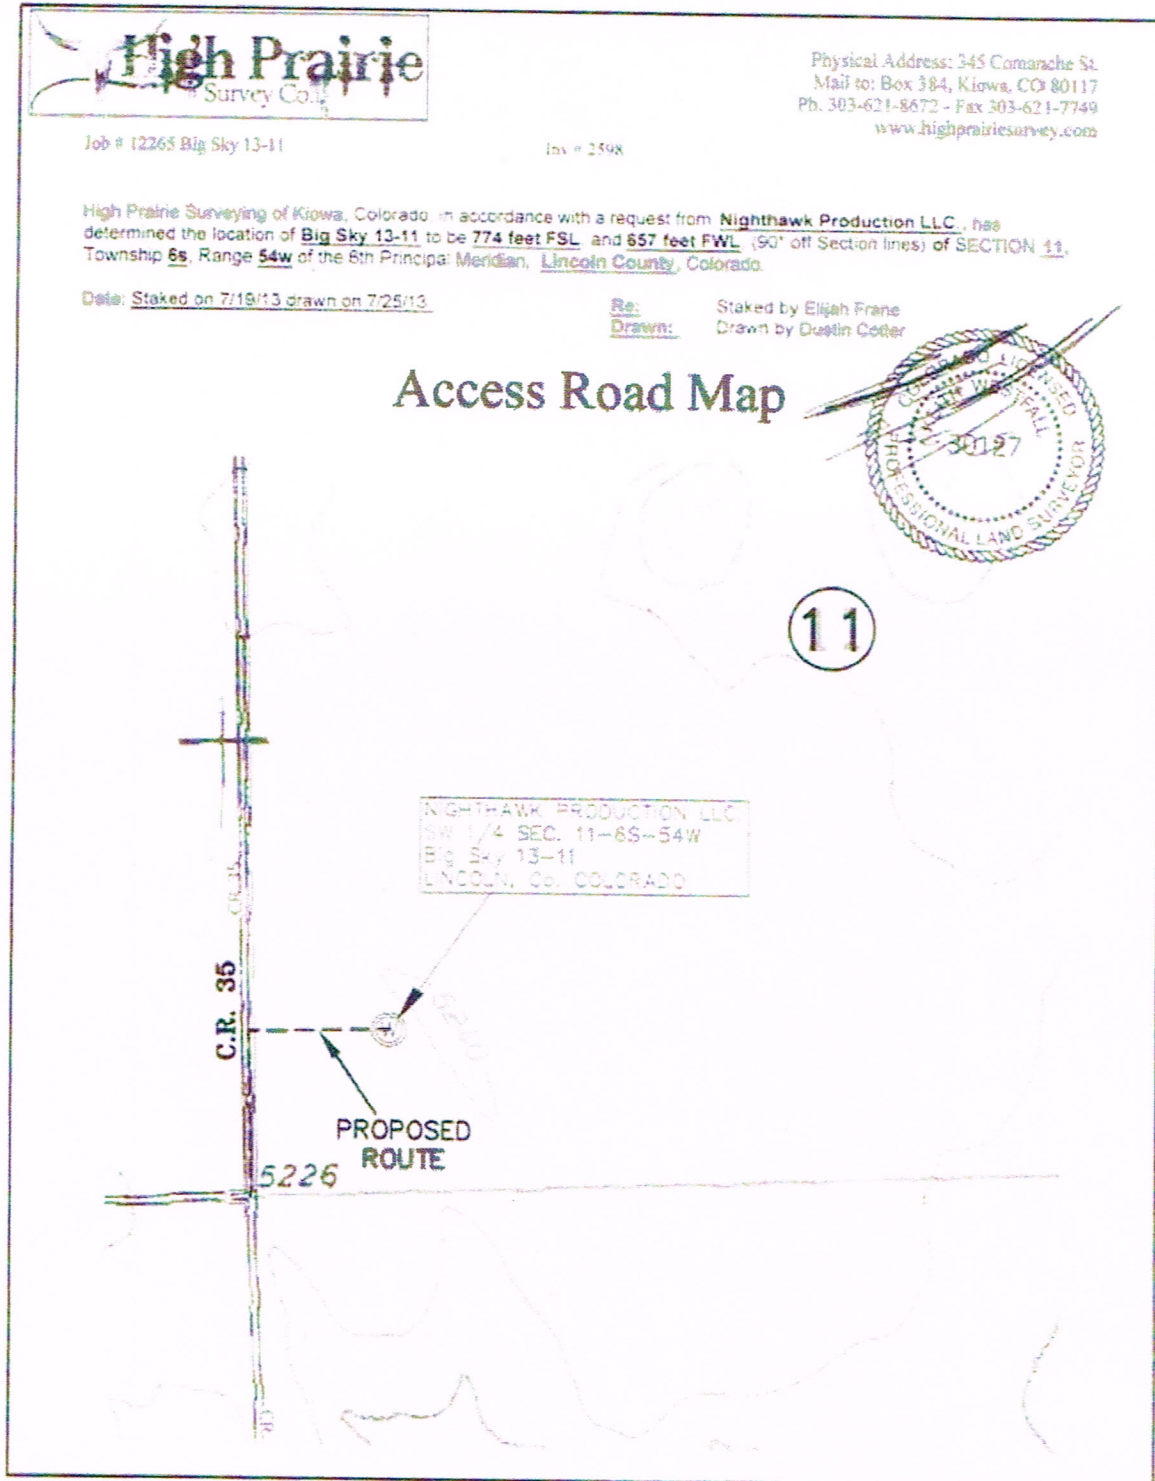 High Prairie
Survey Co.
Physical Address: 345 Comanche St.
Mail to: Box 384, Kiowa, CO 80117
Ph. 303-621-8672 - Fax 303-621-7749
www.highprairiesurvey.com
Job # 12265 Big Sky 13-11
Inv # 2598
High Prairie Surveying of Kiowa, Colorado in accordance with a request from Nighthawk Production LLC., has
determined the location of Big Sky 13-11 to be 774 feet FSL and 657 feet FWL (90° off Section lines) of SECTION 11,
Township 6s, Range 54w of the 6th Principal Meridian, Lincoln County, Colorado.
Date: Staked on 7/19/13 drawn on 7/25/13
Re: Staked by Elijah Frane
Drawn: Drawn by Dustin Cotter
Access Road Map
COLORADO LICENSED
WESTFALL
30127
PROFESSIONAL LAND SURVEYOR
11
NIGHTHAWK PRODUCTION LLC.
SW 1/4 SEC. 11-6S-54W
Big Sky 13-11
LINCOLN, Co. COLORADO
C.R. 35
PROPOSED
ROUTE
5226